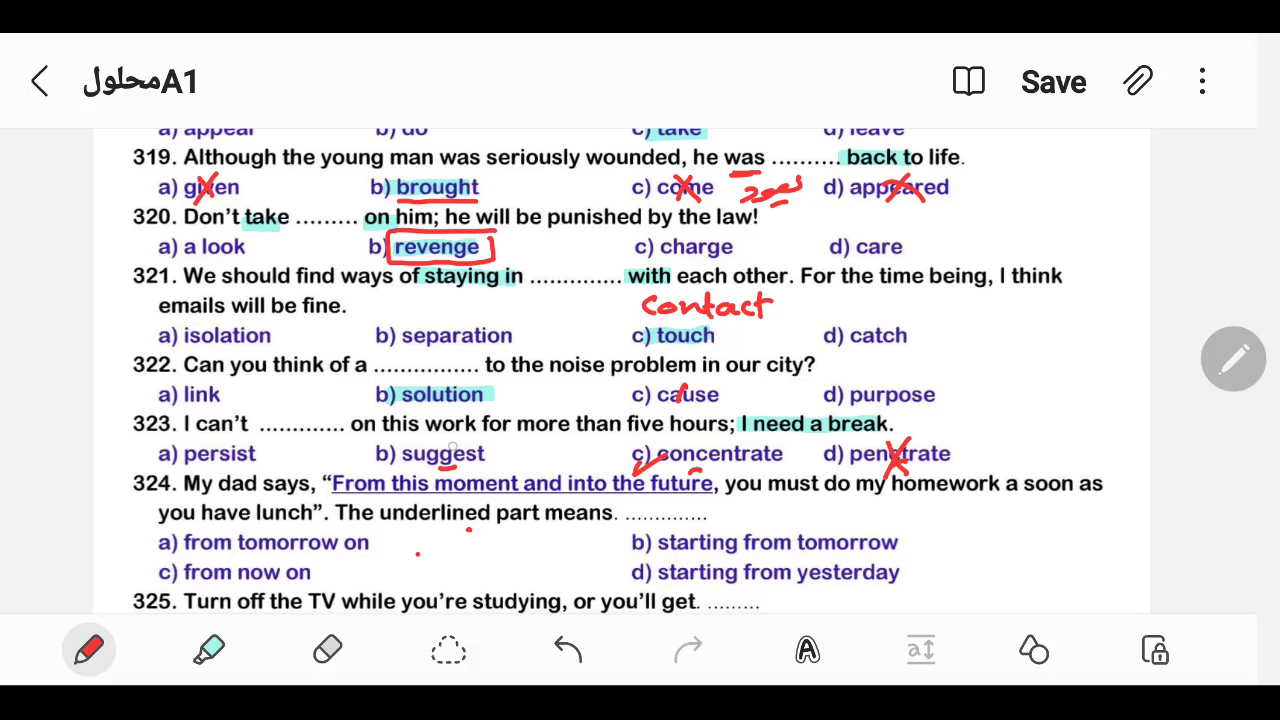 محلولA1
Save
a) appear b) do c) take d) leave
319. Although the young man was seriously wounded, he was .......... back to life.
a) given b) brought c) come d) appeared
320. Don't take ......... on him; he will be punished by the law!
a) a look b) revenge c) charge d) care
321. We should find ways of staying in ............. with each other. For the time being, I think
emails will be fine.
contact
a) isolation b) separation c) touch d) catch
322. Can you think of a ................ to the noise problem in our city?
a) link b) solution c) cause d) purpose
323. I can't ............. on this work for more than five hours; I need a break.
a) persist b) suggest c) concentrate d) penetrate
324. My dad says, “From this moment and into the future, you must do my homework a soon as
you have lunch”. The underlined part means. ..............
a) from tomorrow on b) starting from tomorrow
c) from now on d) starting from yesterday
325. Turn off the TV while you're studying, or you'll get. .........